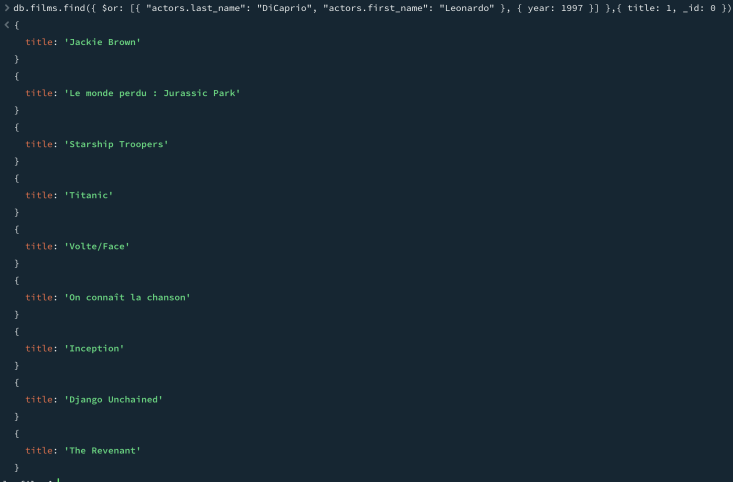 > db.films.find({ $or: [{ "actors.last_name": "DiCaprio", "actors.first_name": "Leonardo" }, { year: 1997 }] },{ title: 1, _id: 0 })
< {
title: 'Jackie Brown'
}
{
title: 'Le monde perdu : Jurassic Park'
}
{
title: 'Starship Troopers'
}
{
title: 'Titanic'
}
{
title: 'Volte/Face'
}
{
title: 'On connaît la chanson'
}
{
title: 'Inception'
}
{
title: 'Django Unchained'
}
{
title: 'The Revenant'
}